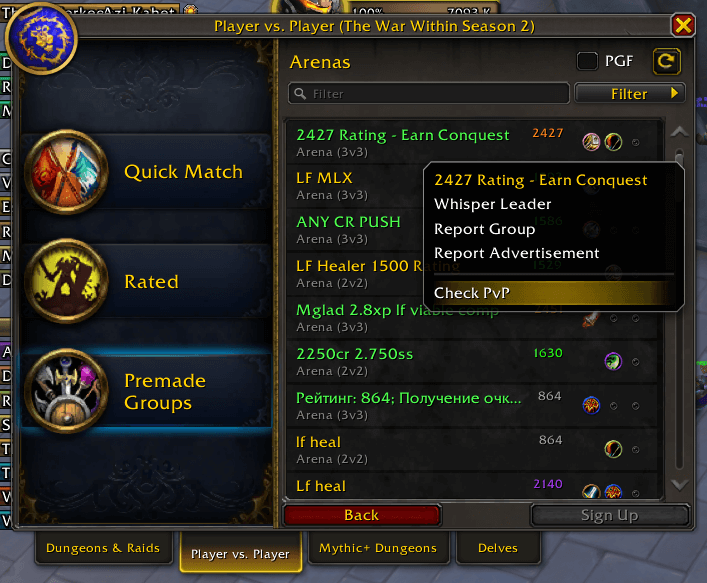 100%
Player vs. Player (The War Within Season 2)
Arenas
PGF
Filter
Filter
Quick Match
Rated
Premade
Groups
2427 Rating - Earn Conquest 2427
Arena (3v3)
LF MLX
Arena (3v3)
ANY CR PUSH
Arena (3v3)
LF Healer 1500 Rating
Arena (2v2)
Mglad 2.8xp lf viable comp
Arena (3v3)
2250cr 2.750ss 1630
Arena (2v2)
Рейтинг: 864; Получение очк... 864
Arena (3v3)
lf heal 864
Arena (2v2)
Lf heal 2140
2427 Rating - Earn Conquest
Whisper Leader
Report Group
Report Advertisement
Check PvP
Back
Sign Up
Dungeons & Raids
Player vs. Player
Mythic+ Dungeons
Delves